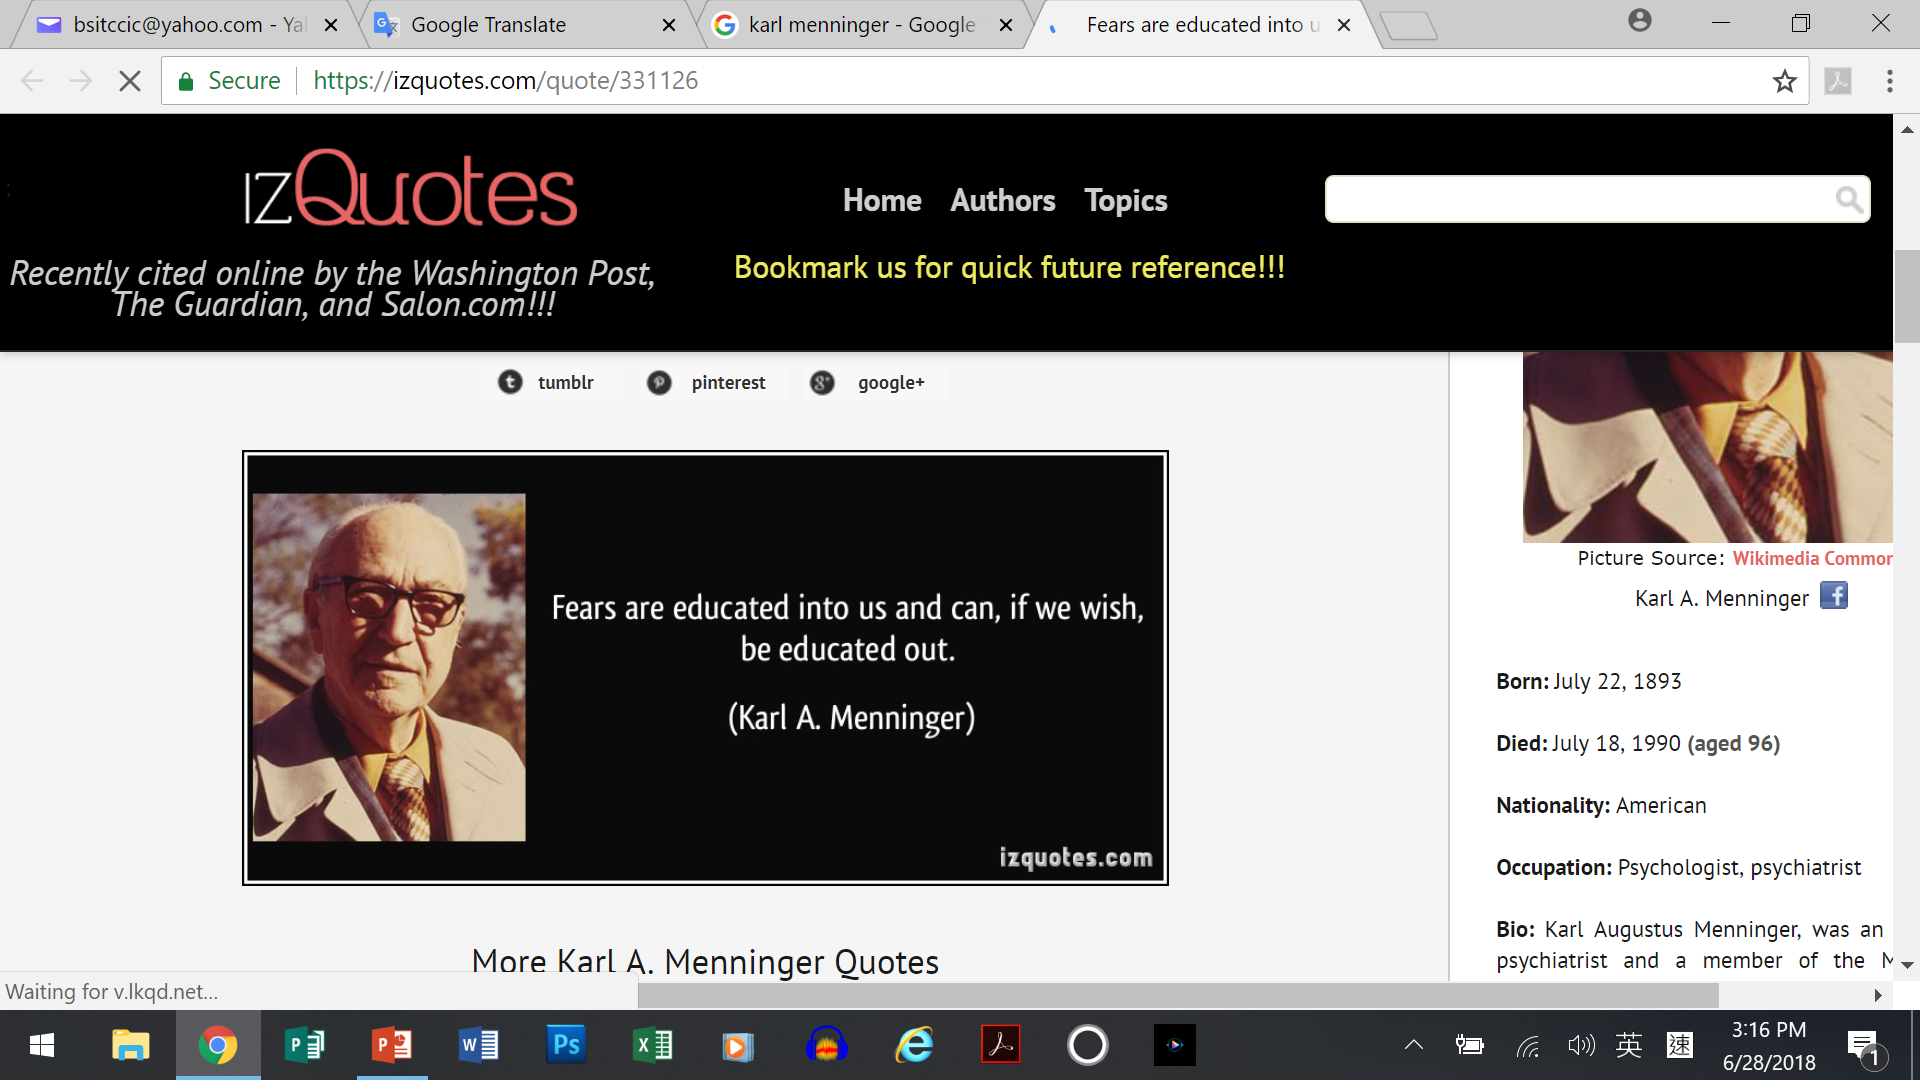 bsitccic@yahoo.com - Ya
Google Translate
karl menninger - Google
Fears are educated into u
Secure
https://izquotes.com/quote/331126
izQuotes
Home Authors Topics
Recently cited online by the Washington Post,
The Guardian, and Salon.com!!!
Bookmark us for quick future reference!!!
tumblr
pinterest
google+
Fears are educated into us and can, if we wish,
be educated out.
(Karl A. Menninger)
izquotes.com
More Karl A. Menninger Quotes
Picture Source: Wikimedia Common
Karl A. Menninger
Born: July 22, 1893
Died: July 18, 1990 (aged 96)
Nationality: American
Occupation: Psychologist, psychiatrist
Bio: Karl Augustus Menninger, was an
psychiatrist and a member of the M
Waiting for v.lkqd.net...
英
速
3:16 PM
6/28/2018
1